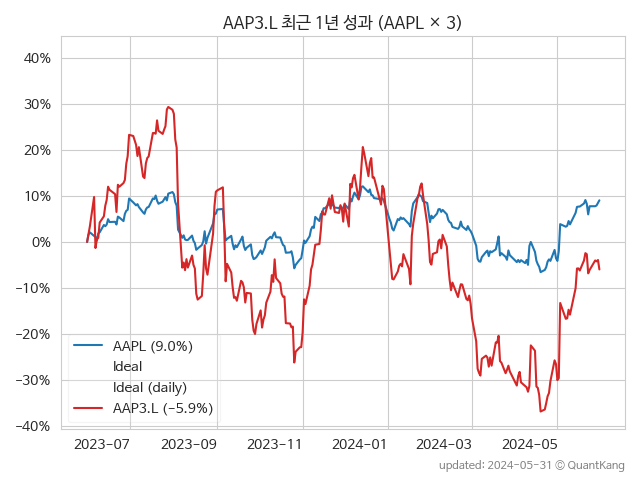 AAP3.L 최근 1년 성과 (AAPL × 3)
40%
30%
20%
10%
0%
−10%
−20%
−30%
−40%
AAPL (9.0%)
Ideal
Ideal (daily)
AAP3.L (−5.9%)
2023−07
2023−09
2023−11
2024−01
2024−03
2024−05
updated: 2024-05-31 ⓒ QuantKang